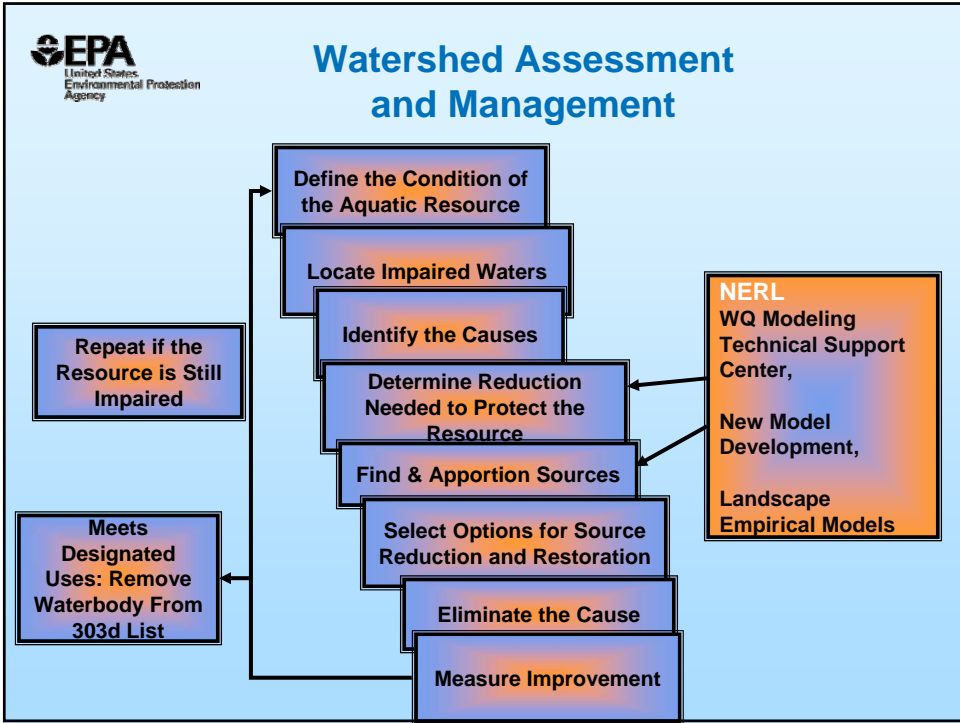 EPA
United States
Environmental Protection
Agency
Watershed Assessment
and Management
Define the Condition of
the Aquatic Resource
Locate Impaired Waters
Identify the Causes
Determine Reduction
Needed to Protect the
Resource
Find & Apportion Sources
Select Options for Source
Reduction and Restoration
Eliminate the Cause
Measure Improvement
Repeat if the
Resource is Still
Impaired
Meets
Designated
Uses: Remove
Waterbody From
303d List
NERL
WQ Modeling
Technical Support
Center,
New Model
Development,
Landscape
Empirical Models